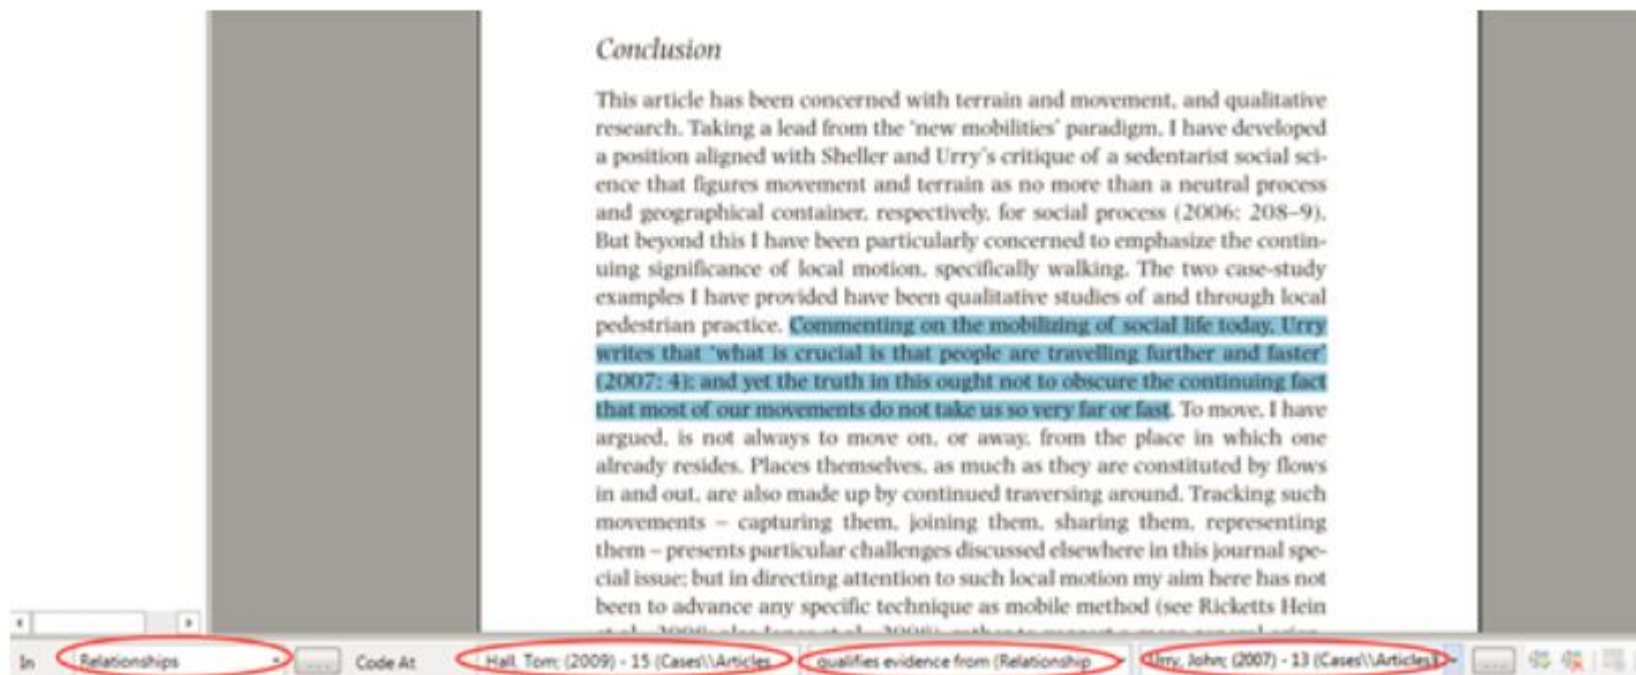 Conclusion
This article has been concerned with terrain and movement, and qualitative
research. Taking a lead from the 'new mobilities' paradigm, I have developed
a position aligned with Sheller and Urry's critique of a sedentarist social sci-
ence that figures movement and terrain as no more than a neutral process
and geographical container, respectively, for social process (2006: 208–9).
But beyond this I have been particularly concerned to emphasize the contin-
uing significance of local motion, specifically walking. The two case-study
examples I have provided have been qualitative studies of and through local
pedestrian practice. Commenting on the mobilizing of social life today, Urry
writes that 'what is crucial is that people are travelling further and faster'
(2007: 4); and yet the truth in this ought not to obscure the continuing fact
that most of our movements do not take us so very far or fast. To move, I have
argued, is not always to move on, or away, from the place in which one
already resides. Places themselves, as much as they are constituted by flows
in and out, are also made up by continued traversing around. Tracking such
movements – capturing them, joining them, sharing them, representing
them – presents particular challenges discussed elsewhere in this journal spe-
cial issue; but in directing attention to such local motion my aim here has not
been to advance any specific technique as mobile method (see Ricketts Hein
In Relationships ... Code At Hall, Tom; (2009) - 15 (Cases\\Articles qualifies evidence from (Relationship Urry, John; (2007) - 13 (Cases\\Articles) ...